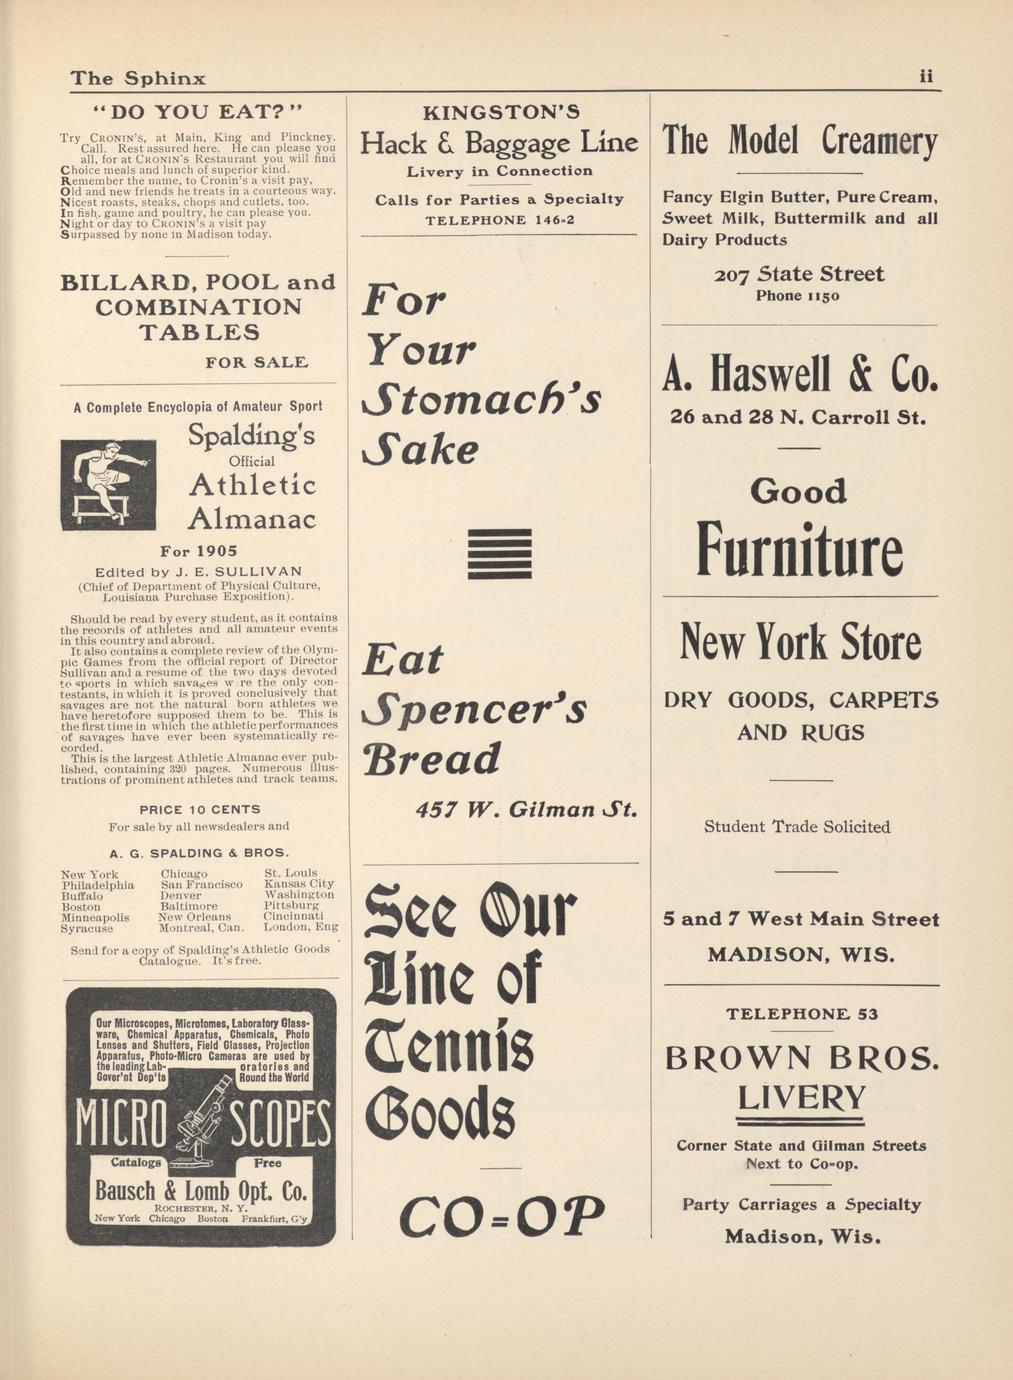 The Sphinx
ii
"DO YOU EAT?"
Try CRONIN'S, at Main, King and Pinckney.
Call. Rest assured here. He can please you
all, for at CRONIN'S Restaurant you will find
Choice meals and lunch of superior kind.
Remember the name, to Cronin's a visit pay,
Old and new friends he treats in a courteous way.
Nicest roasts, steaks, chops and cutlets, too.
In fish, game and poultry, he can please you.
Night or day to CRONIN'S a visit pay
Surpassed by none in Madison today.
BILLARD, POOL and
COMBINATION
TABLES
FOR SALE
A Complete Encyclopia of Amateur Sport
Spalding's
Official
Athletic
Almanac
For 1905
Edited by J. E. SULLIVAN
(Chief of Department of Physical Culture,
Louisiana Purchase Exposition).
Should be read by every student, as it contains
the records of athletes and all amateur events
in this country and abroad.
It also contains a complete review of the Olym-
pic Games from the official report of Director
Sullivan and a resume of the two days devoted
to sports in which savages w re the only con-
testants, in which it is proved conclusively that
savages are not the natural born athletes we
have heretofore supposed them to be. This is
the first time in which the athletic performances
of savages have ever been systematically re-
corded.
This is the largest Athletic Almanac ever pub-
lished, containing 320 pages. Numerous illus-
trations of prominent athletes and track teams.
PRICE 10 CENTS
For sale by all newsdealers and
A. G. SPALDING & BROS.
New York Chicago St. Louls
Philadelphia San Francisco Kansas City
Buffalo Denver Washington
Boston Baltimore Pittsburg
Minneapolis New Orleans Cincinnati
Syracuse Montreal, Can. London, Eng
Send for a copy of Spalding's Athletic Goods
Catalogue. It's free.
Our Microscopes, Microtomes, Laboratory Glass-
ware, Chemical Apparatus, Chemicals, Photo
Lenses and Shutters, Field Glasses, Projection
Apparatus, Photo-Micro Cameras are used by
the leading Lab- oratories and
Gover'nt Dep'ts Round the World
MICRO SCOPES
Catalogs Free
Bausch & Lomb Opt. Co.
ROCHESTER, N. Y.
New York Chicago Boston Frankfurt, G'y
KINGSTON'S
Hack & Baggage Line
Livery in Connection
Calls for Parties a Specialty
TELEPHONE 146-2
For
Your
Stomach's
Sake
Eat
Spencer's
Bread
457 W. Gilman St.
See Our
Line of
Tennis
Goods
CO=OP
The Model Creamery
Fancy Elgin Butter, Pure Cream,
Sweet Milk, Buttermilk and all
Dairy Products
207 State Street
Phone 1150
A. Haswell & Co.
26 and 28 N. Carroll St.
Good
Furniture
New York Store
DRY GOODS, CARPETS
AND RUGS
Student Trade Solicited
5 and 7 West Main Street
MADISON, WIS.
TELEPHONE 53
BROWN BROS.
LIVERY
Corner State and Gilman Streets
Next to Co=op.
Party Carriages a Specialty
Madison, Wis.